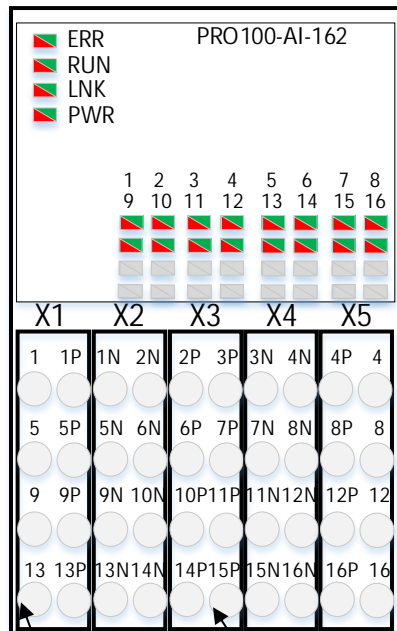 PRO100-AI-162
ERR
RUN
LNK
PWR
1 2 3 4 5 6 7 8
9 10 11 12 13 14 15 16
X1 X2 X3 X4 X5
1 1P 1N 2N 2P 3P 3N 4N 4P 4
5 5P 5N 6N 6P 7P 7N 8N 8P 8
9 9P 9N 10N 10P 11P 11N 12N 12P 12
13 13P 13N 14N 14P 15P 15N 16N 16P 16